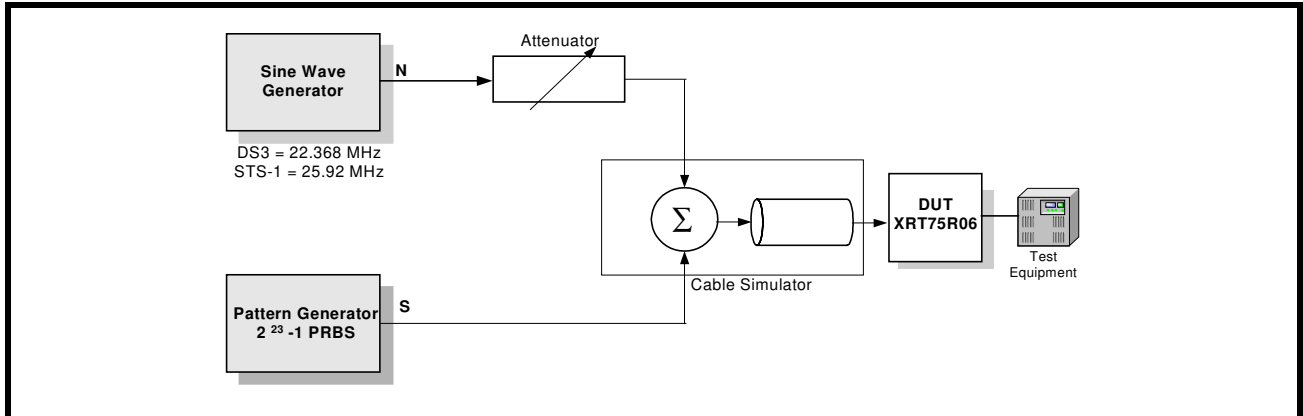 Attenuator
Sine Wave
Generator
N
DS3 = 22.368 MHz
STS-1 = 25.92 MHz
Σ
DUT
XRT75R06
Test
Equipment
Cable Simulator
Pattern Generator
2 23 -1 PRBS
S